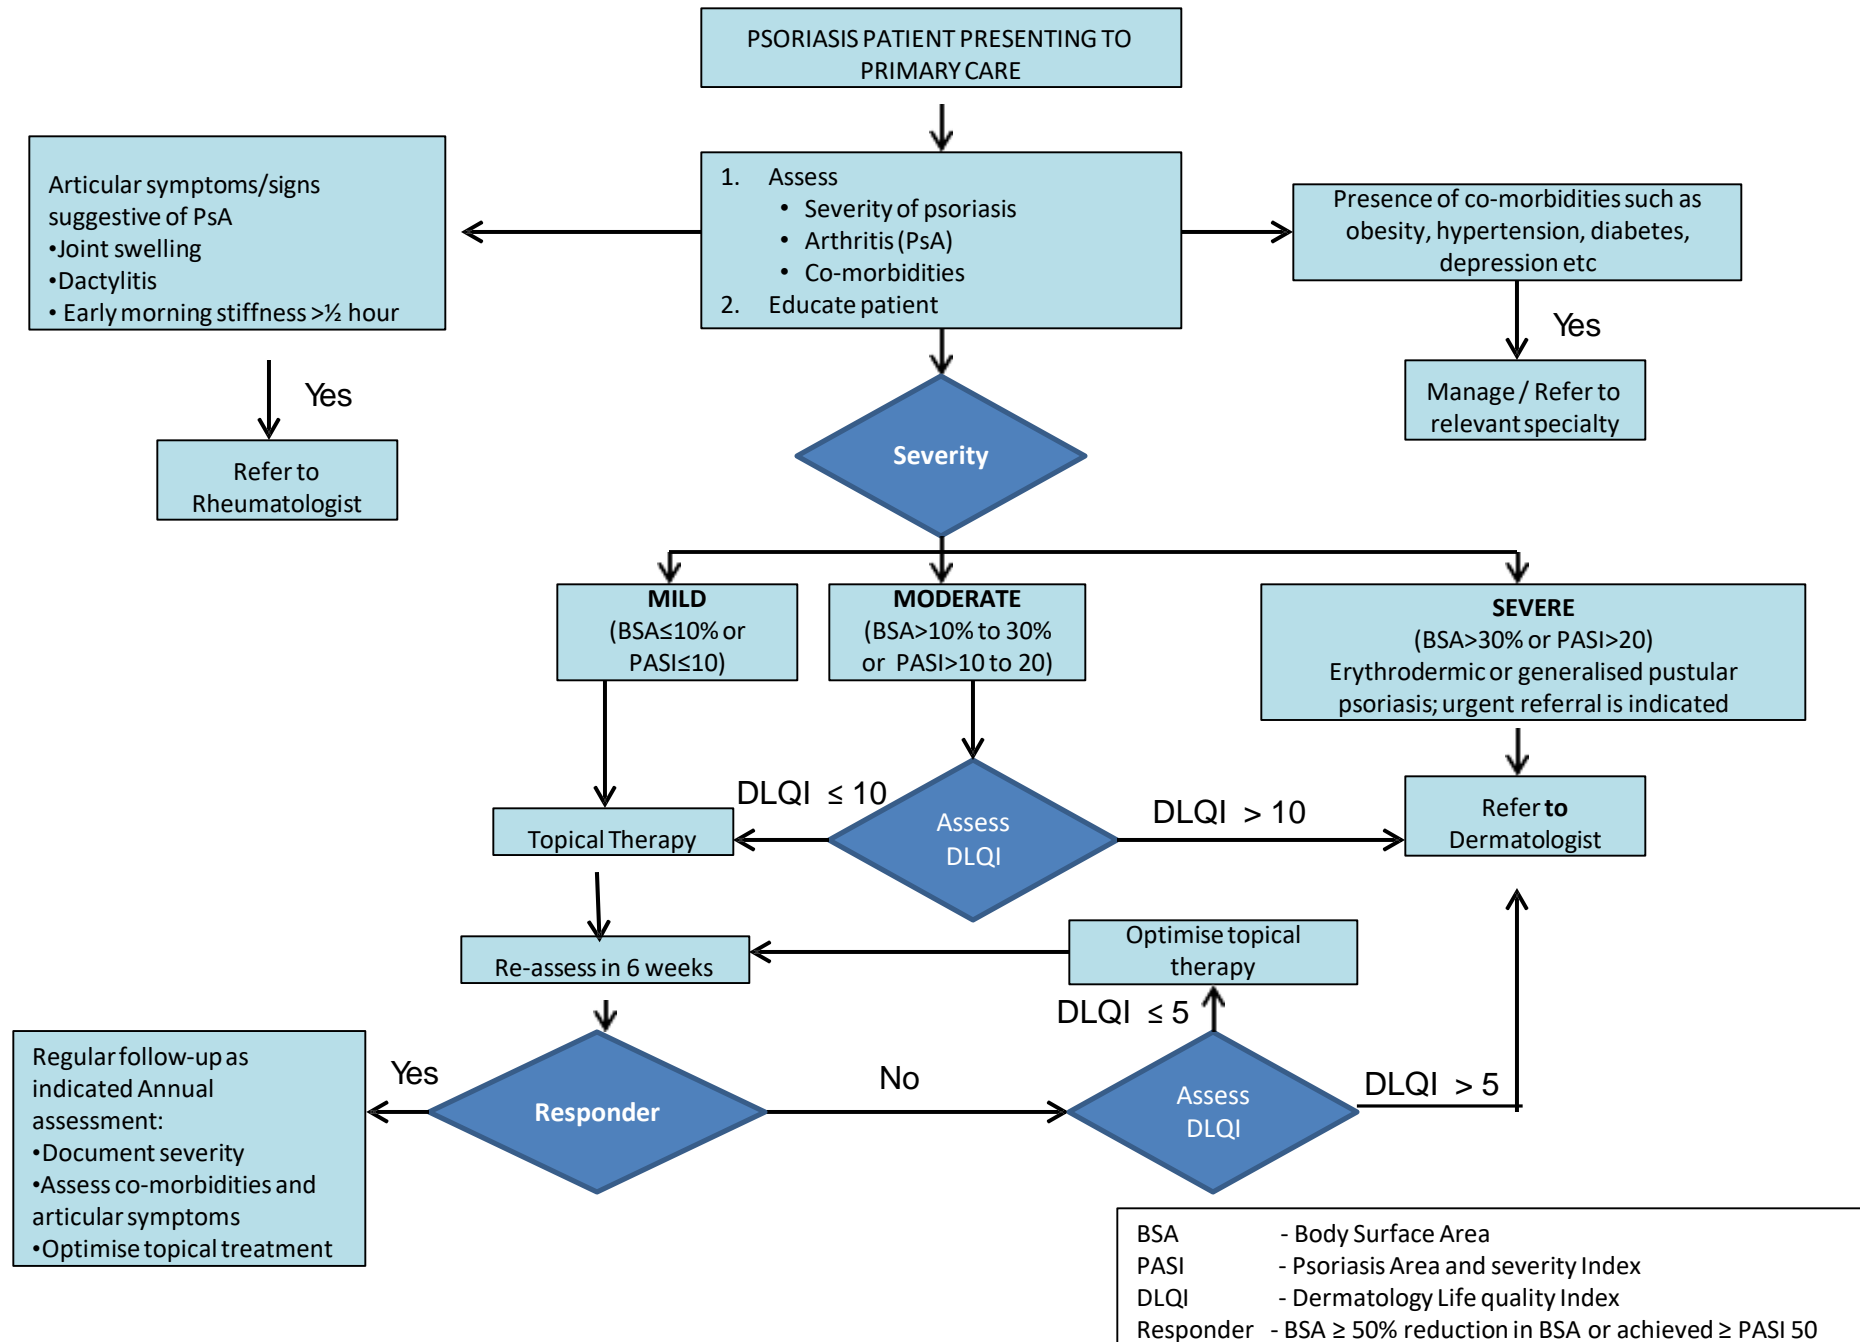 PSORIASIS PATIENT PRESENTING TO
PRIMARY CARE
Articular symptoms/signs
suggestive of PsA
•Joint swelling
•Dactylitis
• Early morning stiffness >½ hour
1. Assess
• Severity of psoriasis
• Arthritis (PsA)
• Co-morbidities
2. Educate patient
Presence of co-morbidities such as
obesity, hypertension, diabetes,
depression etc
Yes
Refer to
Rheumatologist
Yes
Manage / Refer to
relevant specialty
Severity
MILD
(BSA≤10% or
PASI≤10)
MODERATE
(BSA>10% to 30%
or PASI>10 to 20)
SEVERE
(BSA>30% or PASI>20)
Erythrodermic or generalised pustular
psoriasis; urgent referral is indicated
DLQI ≤ 10
Assess
DLQI
DLQI > 10
Topical Therapy
Refer to
Dermatologist
Re-assess in 6 weeks
Optimise topical
therapy
DLQI ≤ 5
Regular follow-up as
indicated Annual
assessment:
•Document severity
•Assess co-morbidities and
articular symptoms
•Optimise topical treatment
Yes
Responder
No
Assess
DLQI
DLQI > 5
BSA - Body Surface Area
PASI - Psoriasis Area and severity Index
DLQI - Dermatology Life quality Index
Responder - BSA ≥ 50% reduction in BSA or achieved ≥ PASI 50